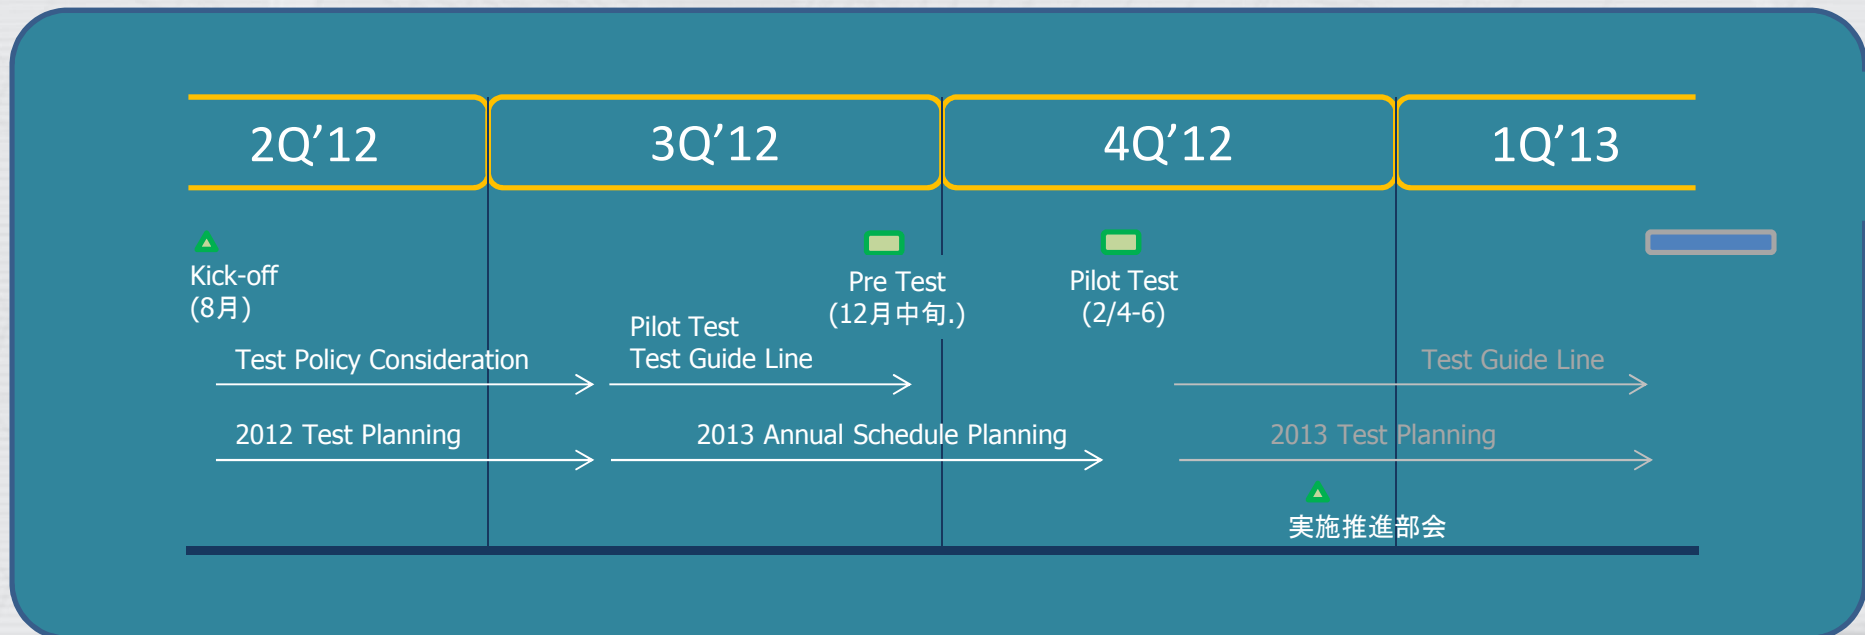 2Q’12
3Q’12
4Q’12
1Q’13
Kick-off
(8月)
Pre Test
(12月中旬.)
Pilot Test
(2/4-6)
Pilot Test
Test Guide Line
Test Policy Consideration
Test Guide Line
2012 Test Planning
2013 Annual Schedule Planning
2013 Test Planning
実施推進部会